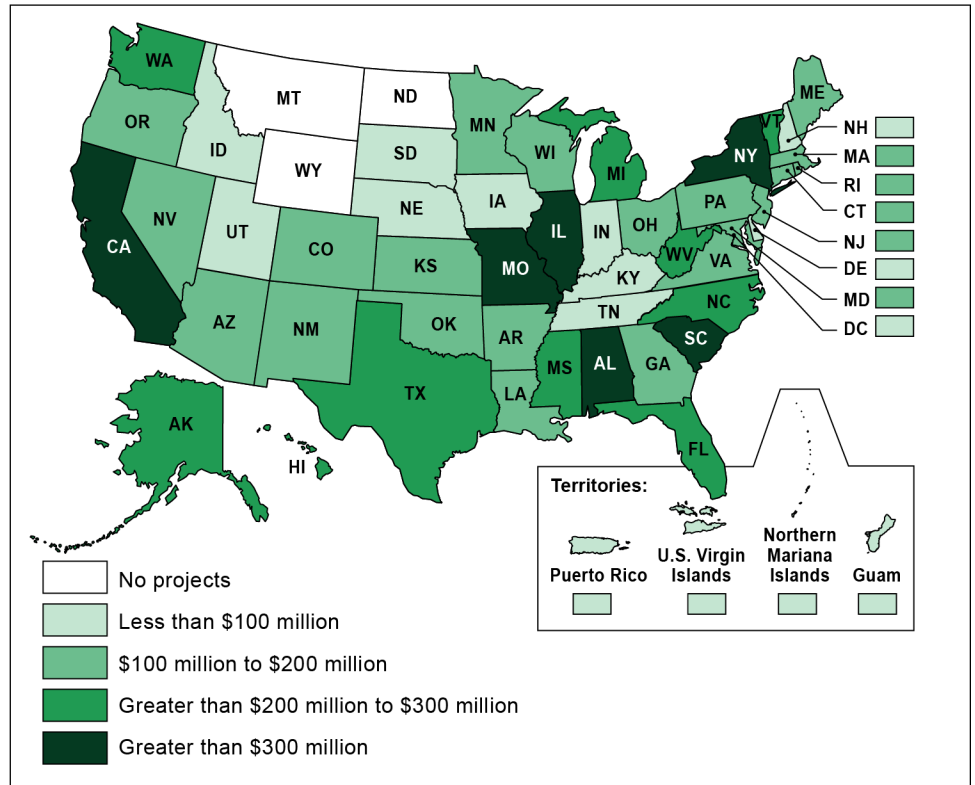 WA
MT
ND
ME
VT
OR
MN
NH
ID
SD
WI
NY
MA
WY
MI
RI
IA
PA
CT
NE
NV
OH
NJ
UT
IL
IN
CA
CO
WV
DE
KS
MO
VA
KY
MD
NC
TN
DC
AZ
NM
OK
AR
SC
MS
AL
GA
TX
LA
AK
FL
HI
Territories:
Puerto Rico
U.S. Virgin
Islands
Northern
Mariana
Islands
Guam
No projects
Less than $100 million
$100 million to $200 million
Greater than $200 million to $300 million
Greater than $300 million